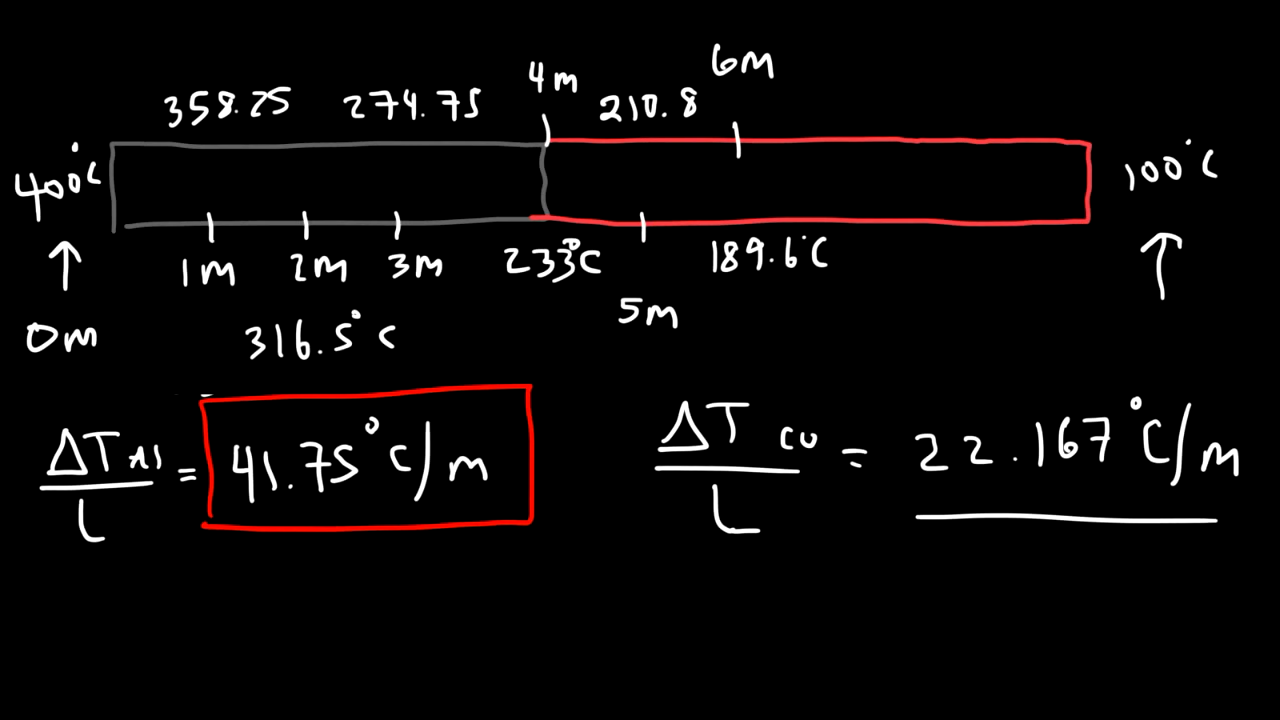 4m 6m
358.25 274.75 210.8
400°C 100°C
1m 2m 3m 233°C 189.6°C
0m 5m
316.5°C
ΔTAl/L = 41.75°C/m ΔTCU/L = 22.167°C/m